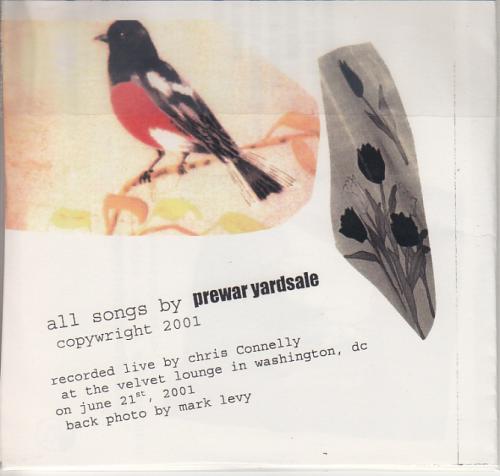 all songs by prewar yardsale
copywright 2001
recorded live by chris Connelly
at the velvet lounge in washington, dc
on june 21st, 2001
back photo by mark levy